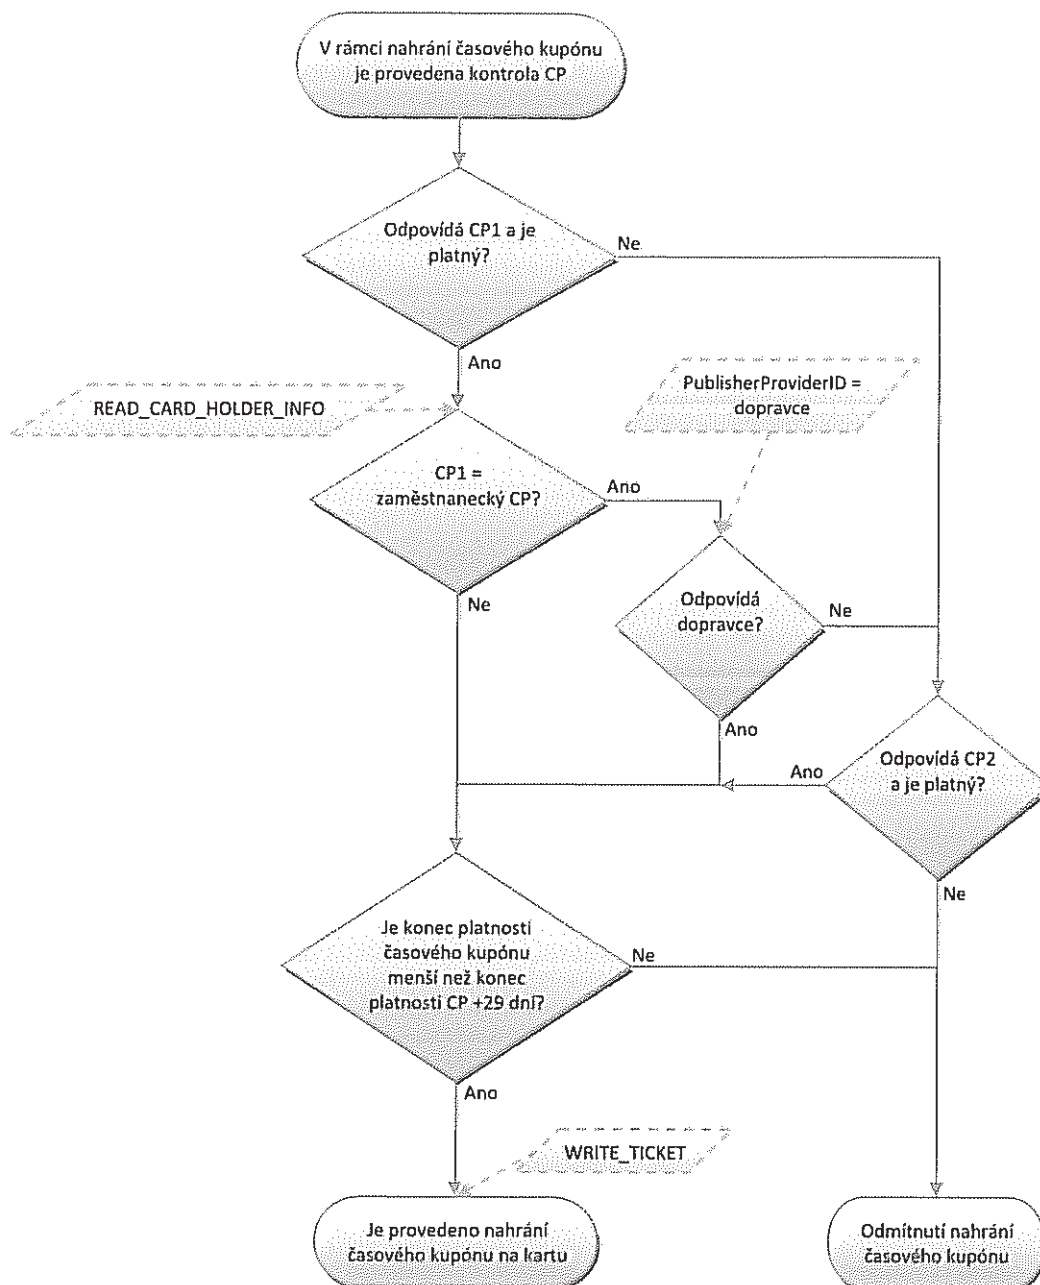 V rámci nahrání časového kupónu
je provedena kontrola CP
Odpovídá CP1 a je
platný?
Ne
Ano
PublisherProviderID =
dopravce
READ_CARD_HOLDER_INFO
CP1 =
zaměstnanecký CP?
Ano
Ne
Odpovídá
dopravce?
Ne
Ano
Odpovídá CP2
a je platný?
Ano
Ne
Je konec platnosti
časového kupónu
menší než konec
platnosti CP +29 dní?
Ne
Ano
WRITE_TICKET
Je provedeno nahrání
časového kupónu na kartu
Odmítnutí nahrání
časového kupónu